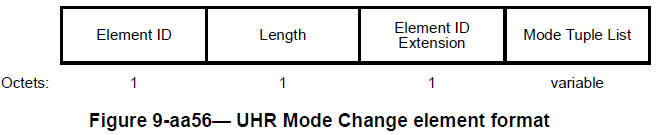 Element ID Length Element ID Extension Mode Tuple List
Octets: 1 1 1 variable
Figure 9-aa56— UHR Mode Change element format